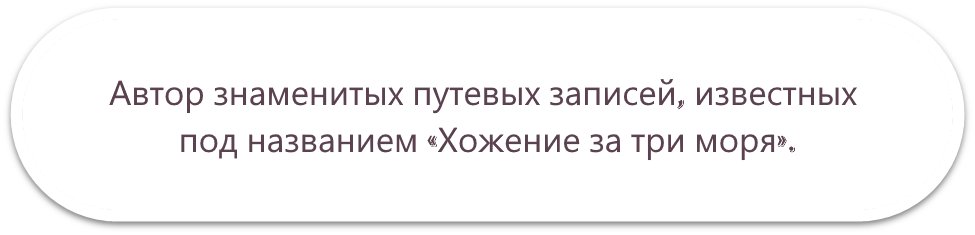 Автор знаменитых путевых записей, известных
под названием «Хожение за три моря».